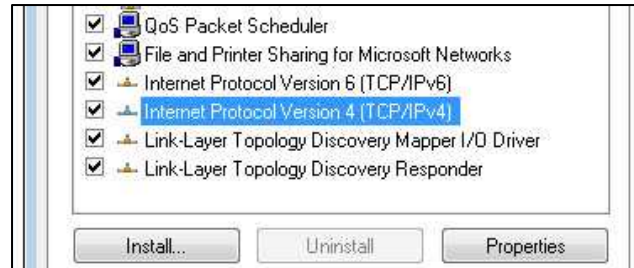 QoS Packet Scheduler
File and Printer Sharing for Microsoft Networks
Internet Protocol Version 6 (TCP/IPv6)
Internet Protocol Version 4 (TCP/IPv4)
Link-Layer Topology Discovery Mapper I/O Driver
Link-Layer Topology Discovery Responder
Install... Uninstall Properties